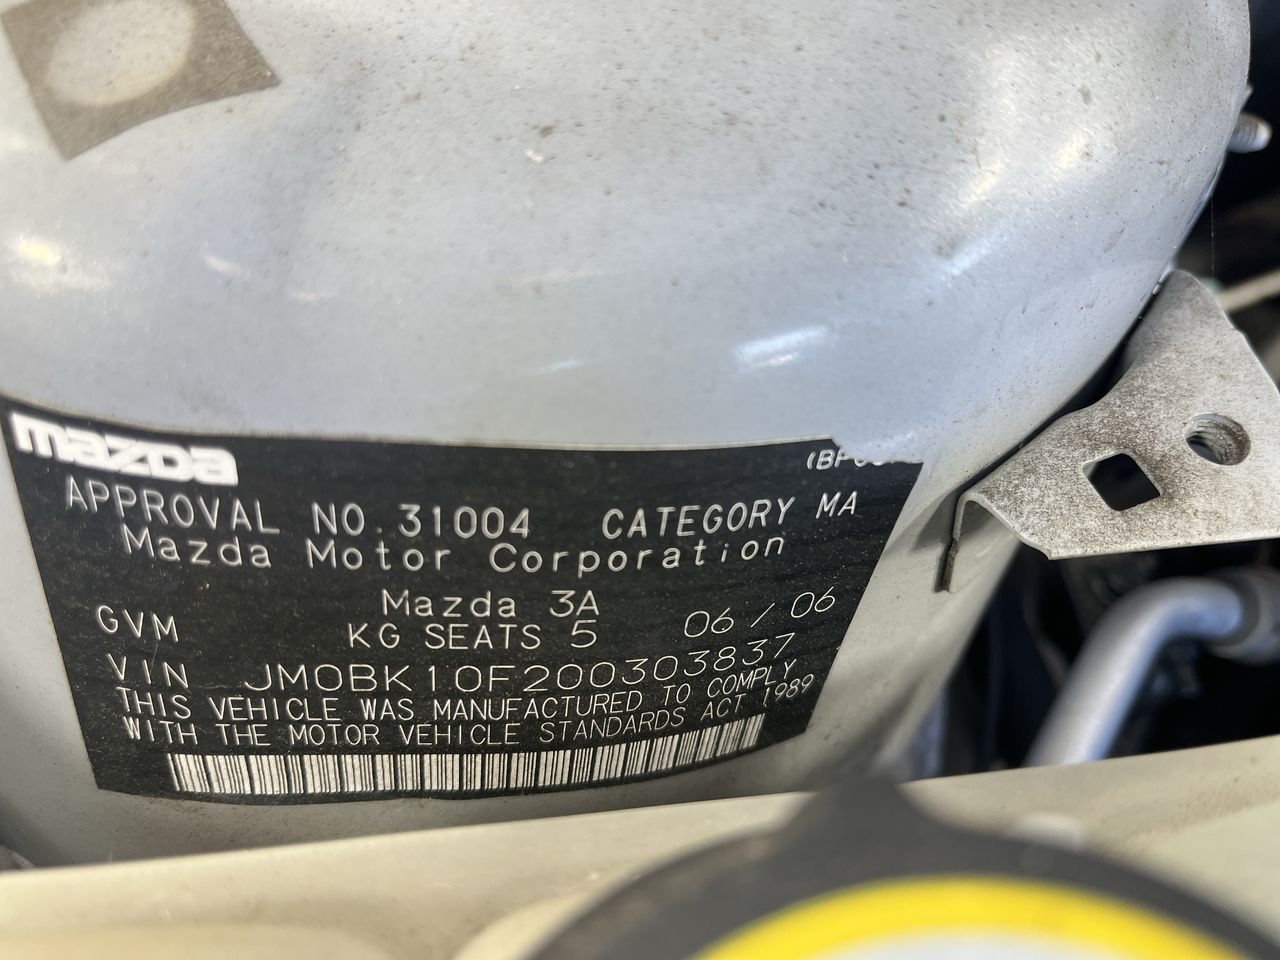 mazda
APPROVAL NO.31004 CATEGORY MA
Mazda Motor Corporation
Mazda 3A 06/06
GVM KG SEATS 5
VIN JM0BK10F200303837
THIS VEHICLE WAS MANUFACTURED TO COMPLY
WITH THE MOTOR VEHICLE STANDARDS ACT 1989